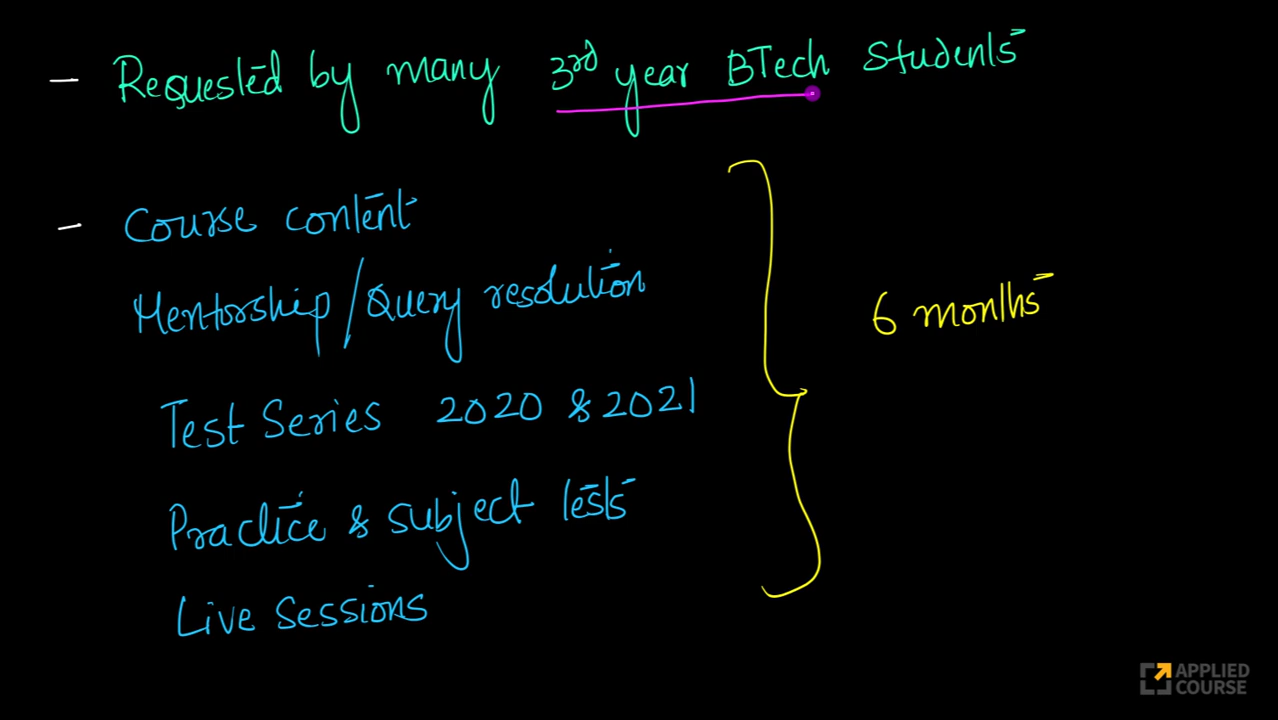 - Requested by many 3rd year BTech Students
- Course content
Mentorship/Query resolution
6 months
Test Series 2020 & 2021
Practice & subject tests
Live Sessions
APPLIED
COURSE